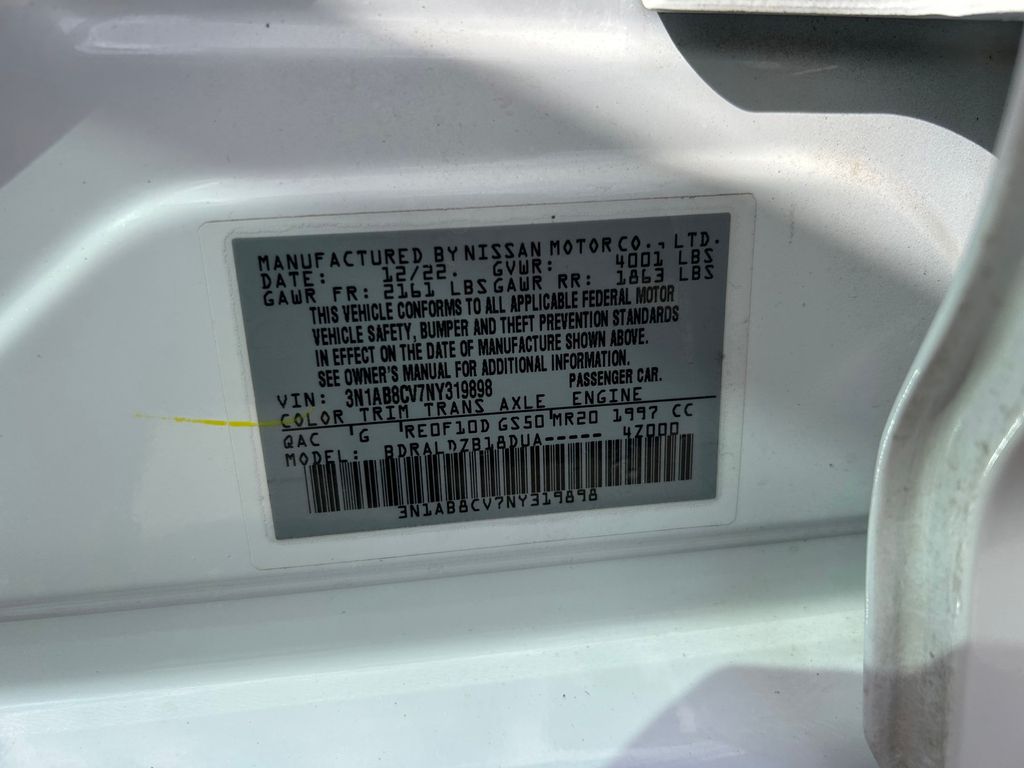 MANUFACTURED BY NISSAN MOTOR CO., LTD.
DATE: 12/22. GVWR: 4001 LBS
GAWR FR: 2161 LBS GAWR RR: 1863 LBS
THIS VEHICLE CONFORMS TO ALL APPLICABLE FEDERAL MOTOR
VEHICLE SAFETY, BUMPER AND THEFT PREVENTION STANDARDS
IN EFFECT ON THE DATE OF MANUFACTURE SHOWN ABOVE.
SEE OWNER'S MANUAL FOR ADDITIONAL INFORMATION.
VIN: 3N1AB8CV7NY319898 PASSENGER CAR.
COLOR TRIM TRANS AXLE ENGINE
QAC G RE0F10D GS50 MR20 1997 CC
MODEL: BDRALDZB18DUA----- 47000
3N1AB8CV7NY319898